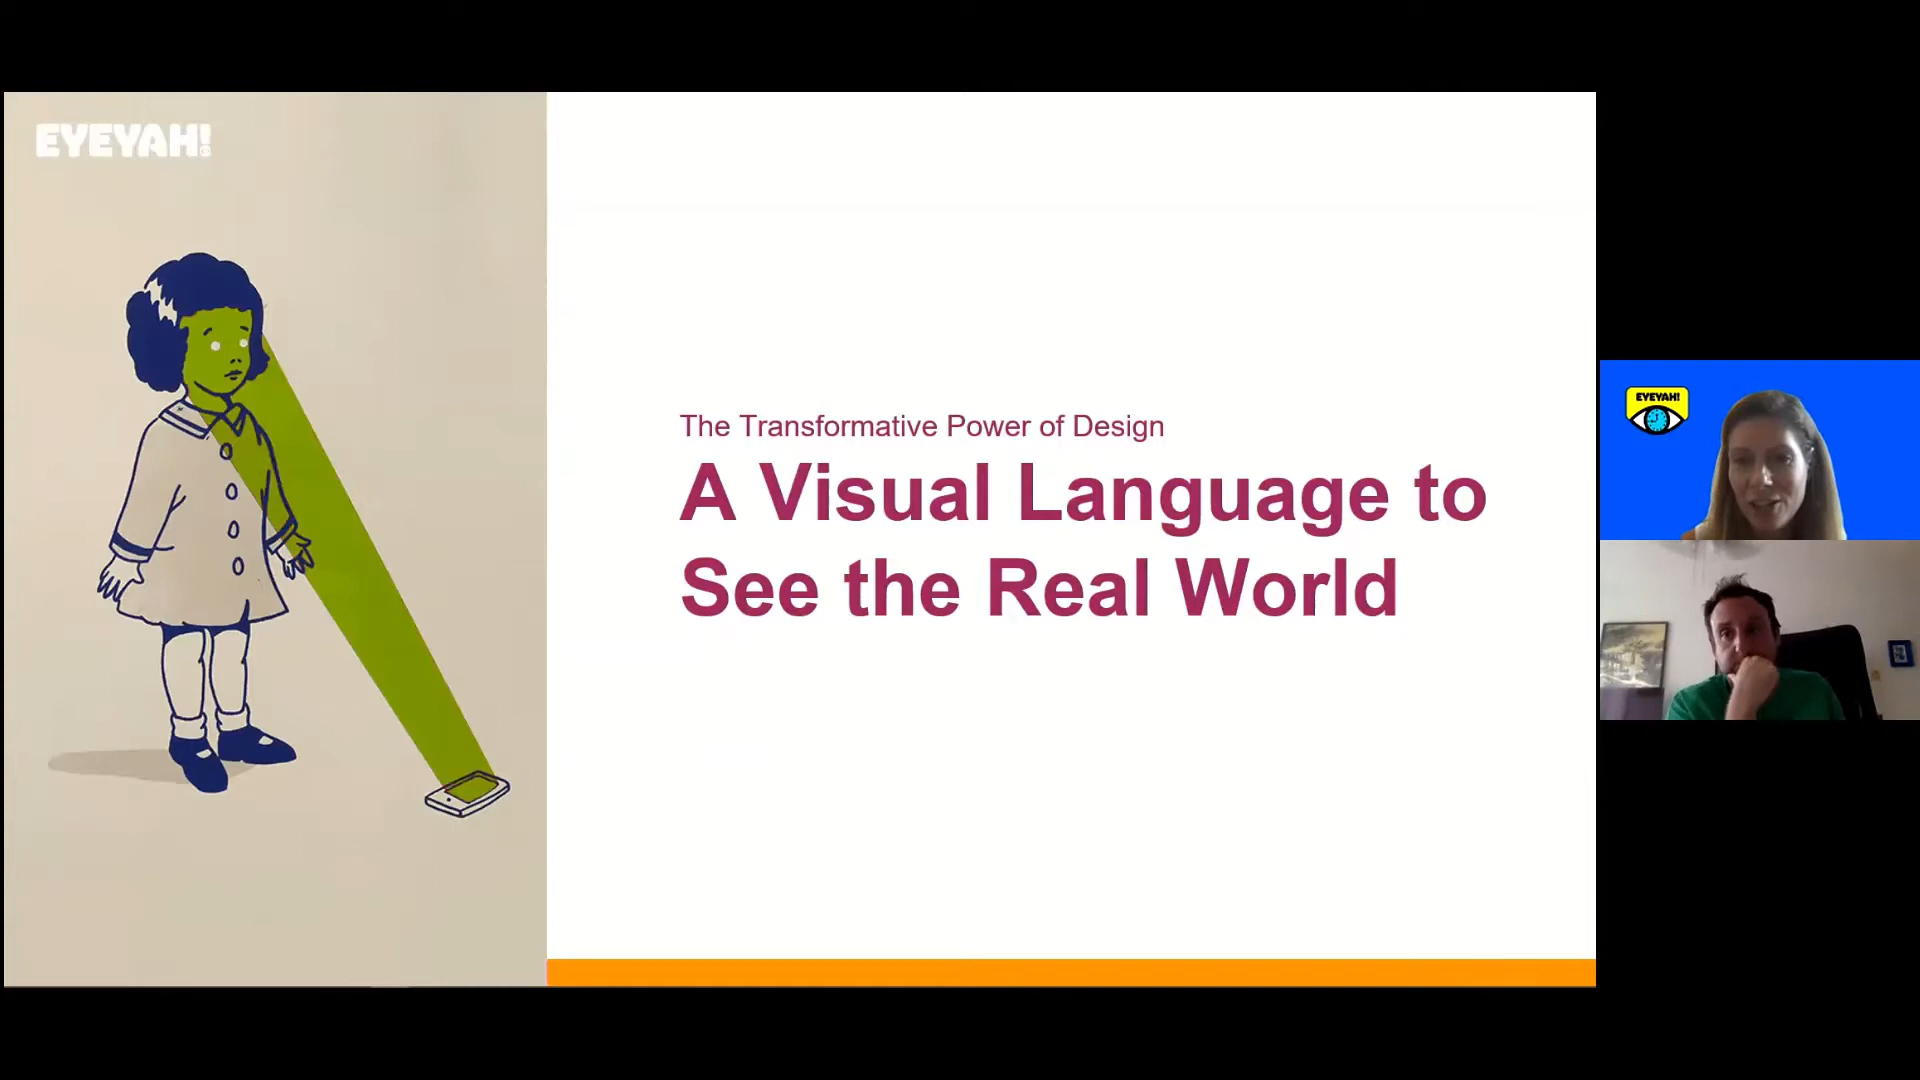 EYEYAH!
The Transformative Power of Design
A Visual Language to
See the Real World
EYEYAH!